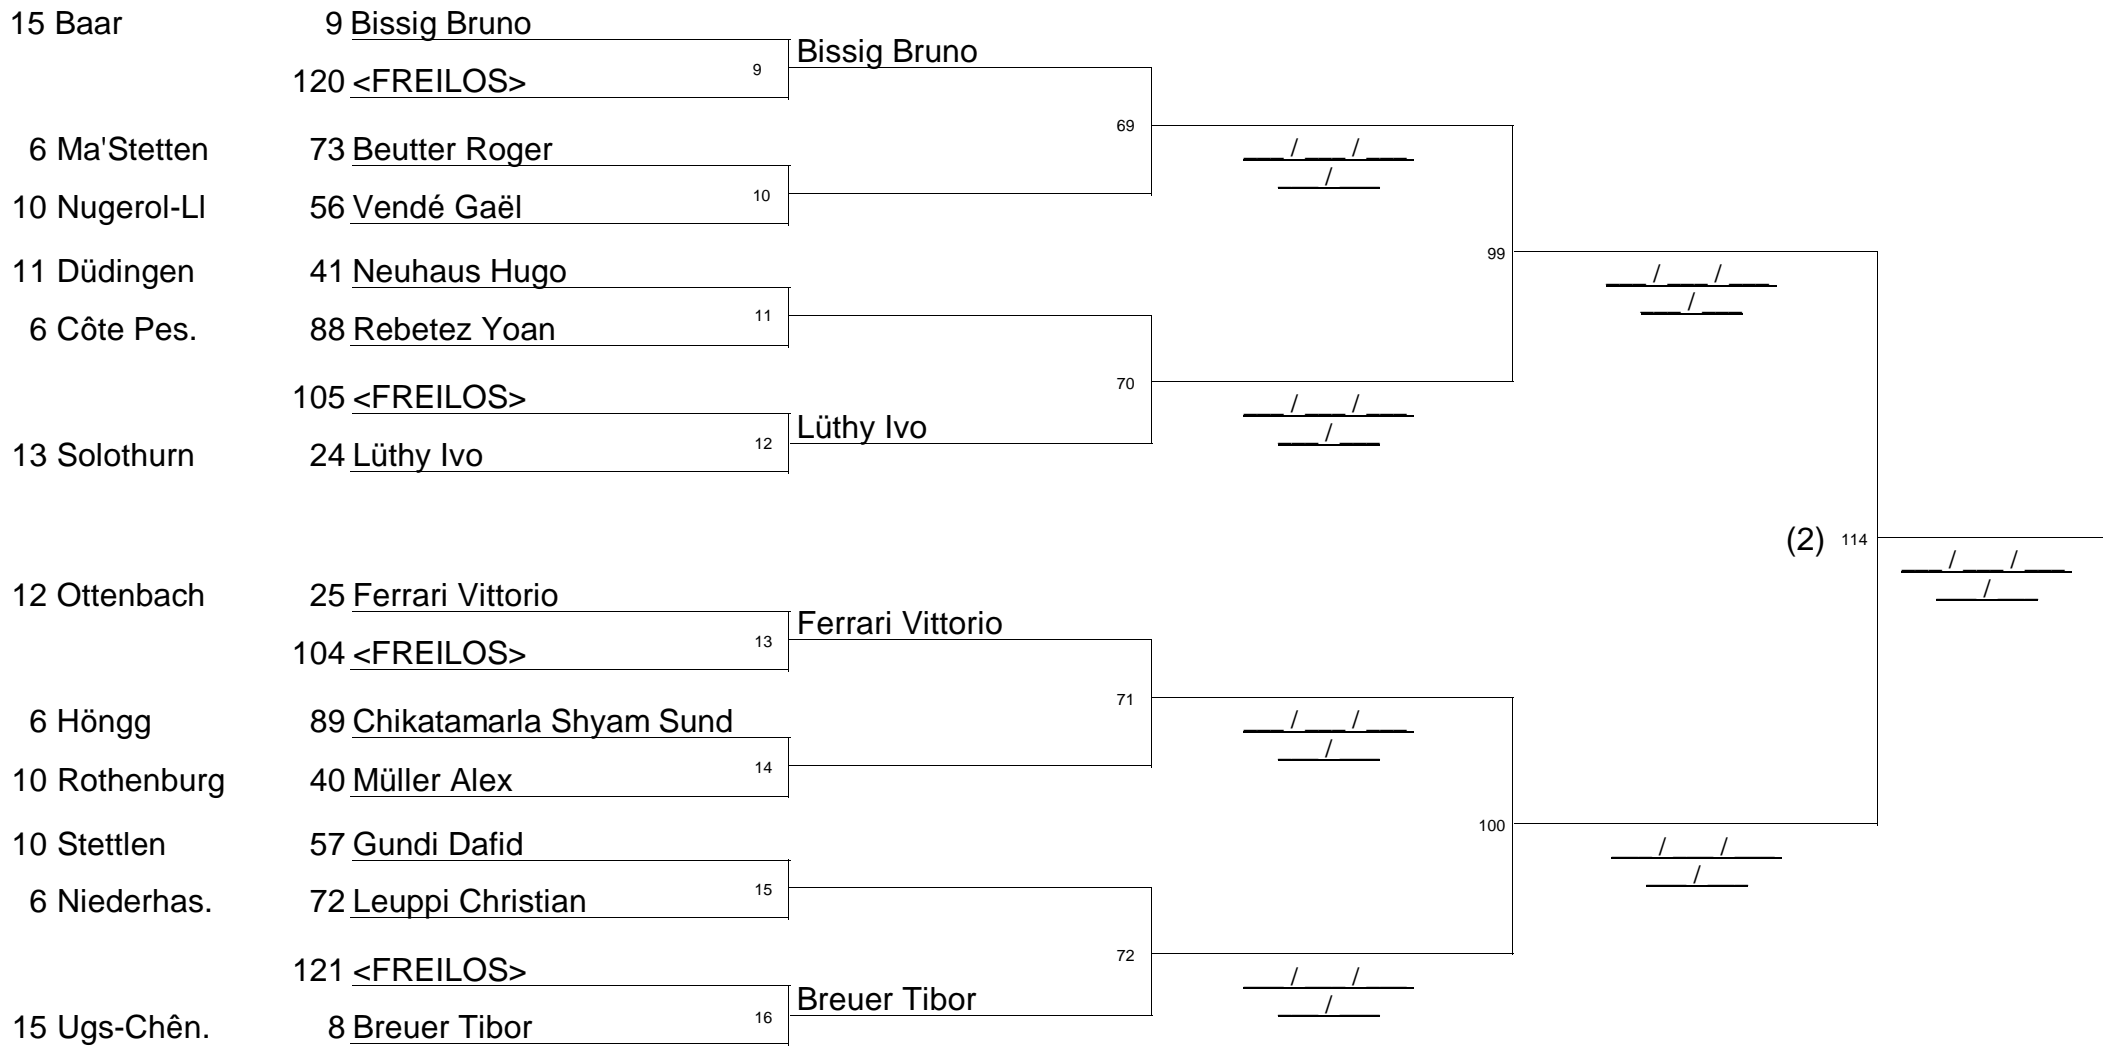 15 Baar 9 Bissig Bruno
Bissig Bruno
9
120 <FREILOS>
69
___ / ___ / ___
___ / ___
6 Ma'Stetten 73 Beutter Roger
10
10 Nugerol-Ll 56 Vendé Gaël
99
___ / ___ / ___
___ / ___
11 Düdingen 41 Neuhaus Hugo
11
6 Côte Pes. 88 Rebetez Yoan
70
___ / ___ / ___
___ / ___
105 <FREILOS>
Lüthy Ivo
12
13 Solothurn 24 Lüthy Ivo
(2) 114
___ / ___ / ___
___ / ___
12 Ottenbach 25 Ferrari Vittorio
Ferrari Vittorio
13
104 <FREILOS>
71
___ / ___ / ___
___ / ___
6 Höngg 89 Chikatamarla Shyam Sund
14
10 Rothenburg 40 Müller Alex
100
___ / ___ / ___
___ / ___
10 Stettlen 57 Gundi Dafid
15
6 Niederhas. 72 Leuppi Christian
72
___ / ___ / ___
___ / ___
121 <FREILOS>
Breuer Tibor
16
15 Ugs-Chên. 8 Breuer Tibor